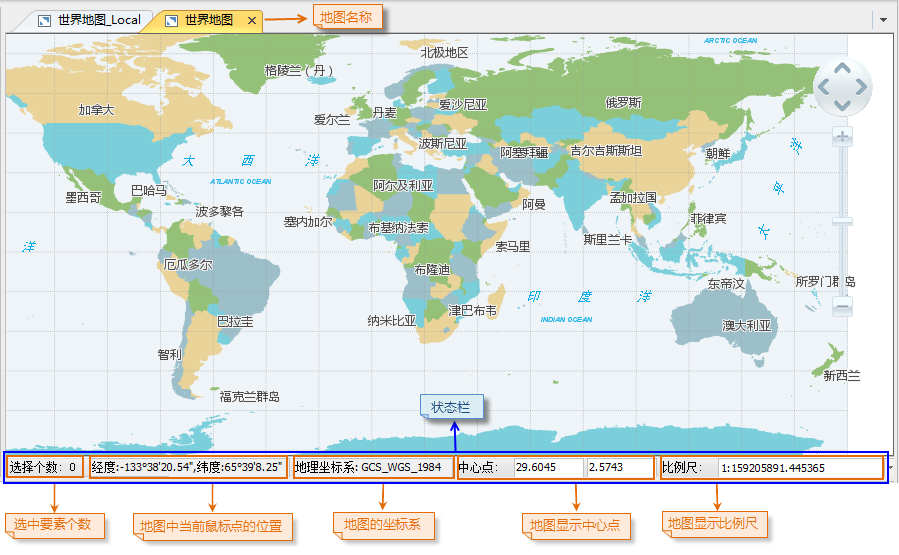 世界地图_Local
世界地图
地图名称
ARCTIC OCEAN
北极地区
格陵兰（丹）
加拿大
爱尔兰
丹麦
爱沙尼亚
俄罗斯
波斯尼亚
吉尔吉斯斯坦
朝鲜
大 西 洋
ATLANTIC OCEAN
墨西哥
巴哈马
波多黎各
阿尔及利亚
阿曼
孟加拉国
塞内加尔
布基纳法索
索马里
斯里兰卡
菲律宾
太 平 洋
洋
厄瓜多尔
布隆迪
东帝汶
所罗门群岛
印 度 洋
INDIAN OCEAN
巴拉圭
纳米比亚
津巴布韦
澳大利亚
智利
新西兰
福克兰群岛
状态栏
选择个数: 0
经度:-133°38'20.54",纬度:65°39'8.25"
地理坐标系: GCS_WGS_1984
中心点: 29.6045 2.5743
比例尺: 1:159205891.445365
选中要素个数
地图中当前鼠标点的位置
地图的坐标系
地图显示中心点
地图显示比例尺